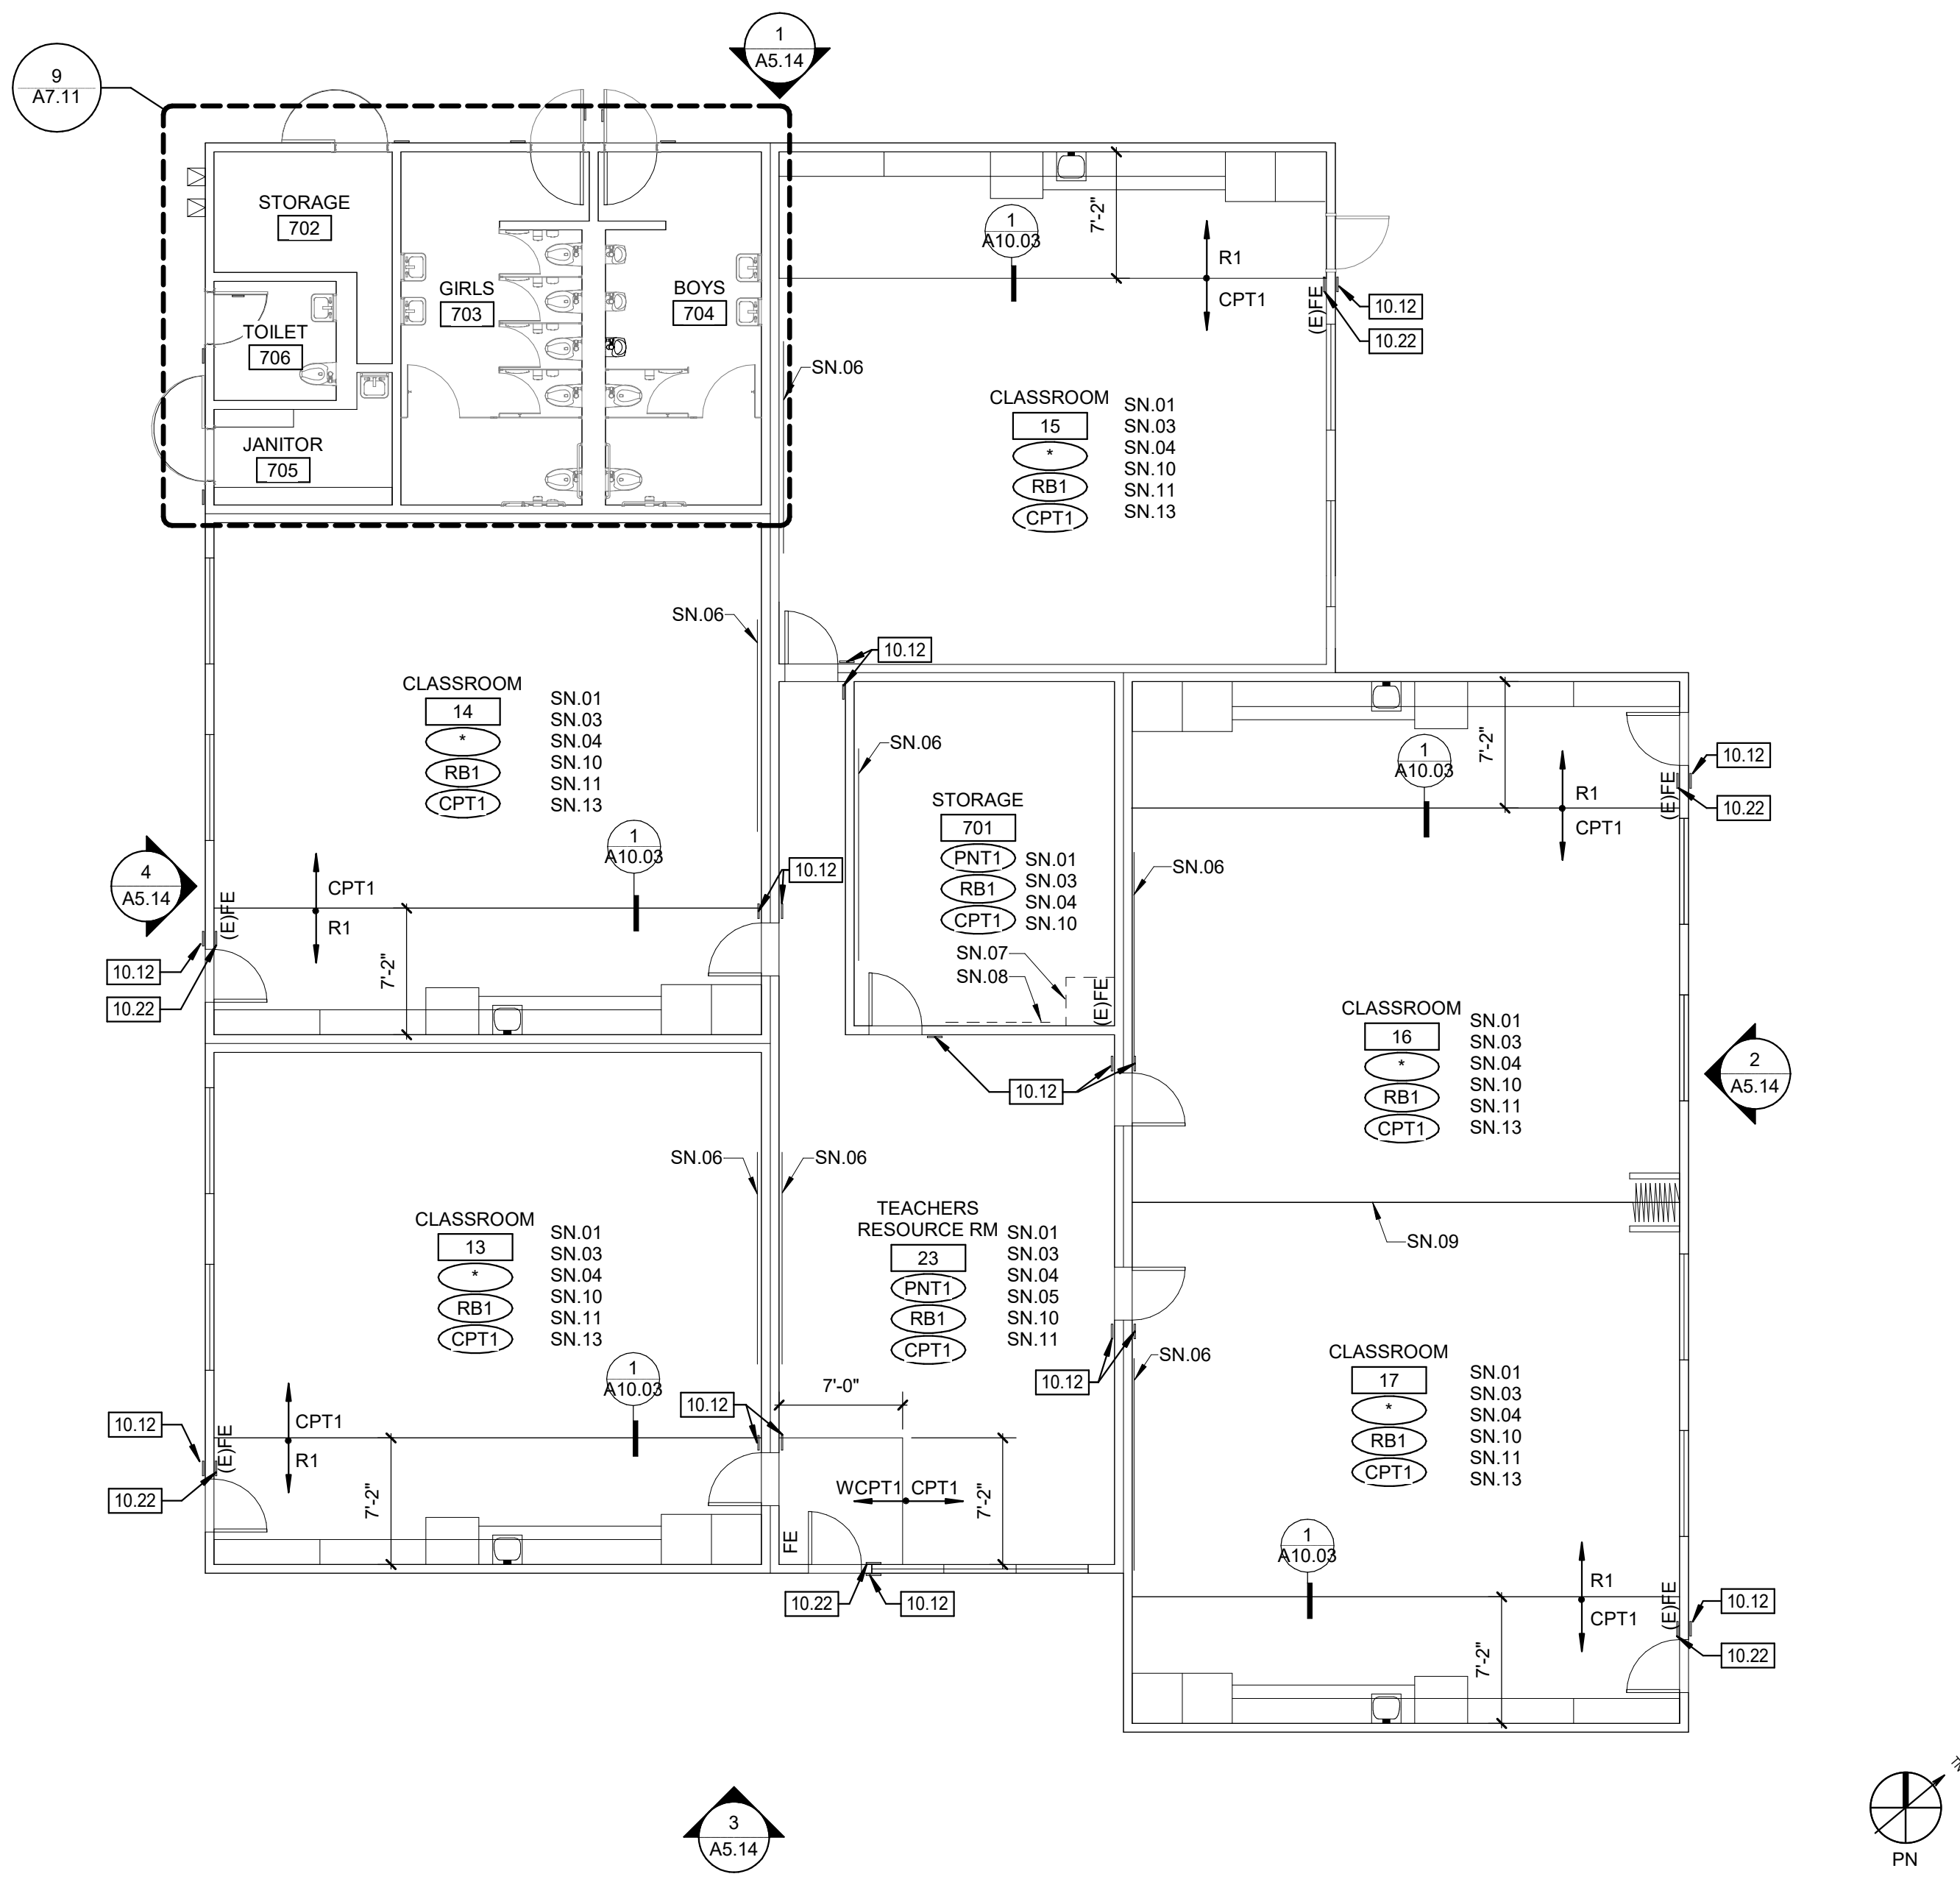 1
A5.14
9
A7.11
STORAGE
702
GIRLS
703
BOYS
704
TOILET
706
JANITOR
705
1
A10.03
7'-2"
R1
CPT1
(E)FE
10.12
10.22
SN.06
CLASSROOM
15
*
RB1
CPT1
SN.01
SN.03
SN.04
SN.10
SN.11
SN.13
SN.06
10.12
CLASSROOM
14
*
RB1
CPT1
SN.01
SN.03
SN.04
SN.10
SN.11
SN.13
1
A10.03
10.12
4
A5.14
CPT1
R1
(E)FE
7'-2"
10.12
10.22
SN.06
STORAGE
701
PNT1
RB1
CPT1
SN.01
SN.03
SN.04
SN.10
SN.07
SN.08
(E)FE
10.12
1
A10.03
7'-2"
R1
CPT1
(E)FE
10.12
10.22
SN.06
CLASSROOM
16
*
RB1
CPT1
SN.01
SN.03
SN.04
SN.10
SN.11
SN.13
2
A5.14
SN.09
SN.06
SN.06
CLASSROOM
13
*
RB1
CPT1
SN.01
SN.03
SN.04
SN.10
SN.11
SN.13
1
A10.03
10.12
CPT1
R1
(E)FE
7'-2"
10.12
10.22
TEACHERS
RESOURCE RM
23
PNT1
RB1
CPT1
SN.01
SN.03
SN.04
SN.05
SN.10
SN.11
7'-0"
10.12
WCPT1
CPT1
7'-2"
FE
10.22
10.12
SN.06
CLASSROOM
17
*
RB1
CPT1
SN.01
SN.03
SN.04
SN.10
SN.11
SN.13
1
A10.03
R1
CPT1
(E)FE
7'-2"
10.12
10.22
3
A5.14
PN